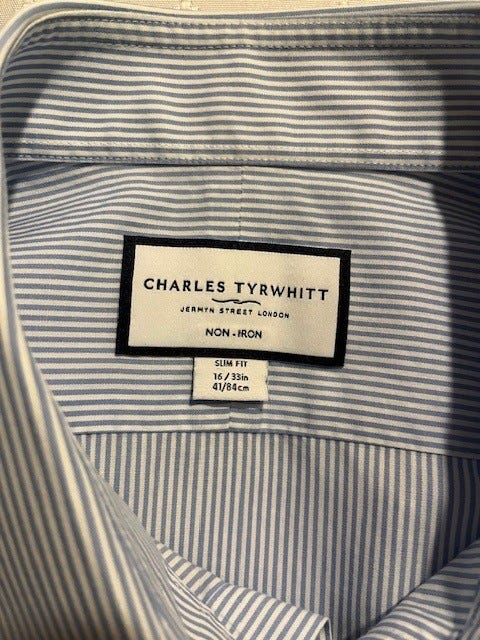 CHARLES TYRWHITT
JERMYN STREET LONDON
NON-IRON
SLIM FIT
16/33in
41/84cm